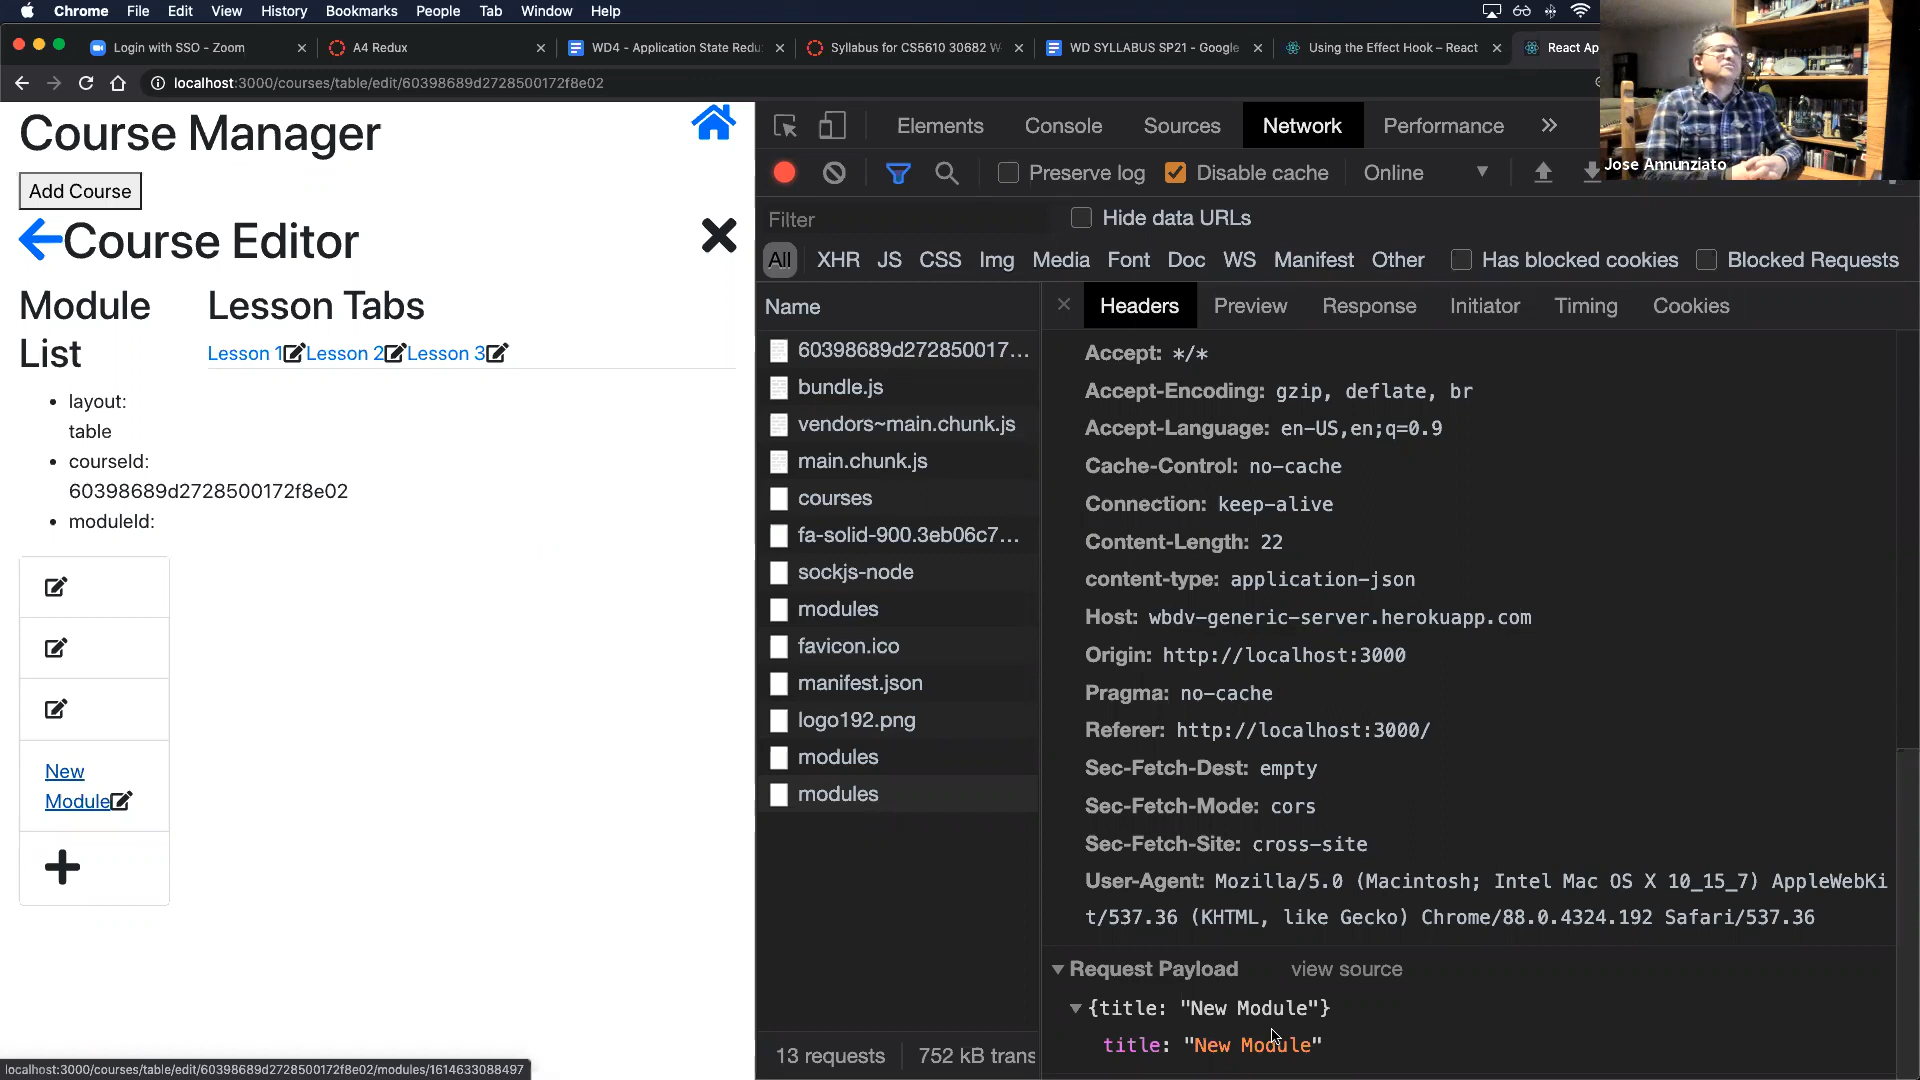 Chrome File Edit View History Bookmarks People Tab Window Help
Login with SSO - Zoom
A4 Redux
WD4 - Application State Redu
Syllabus for CS5610 30682 W
WD SYLLABUS SP21 - Google
Using the Effect Hook – React
React Ap
localhost:3000/courses/table/edit/60398689d2728500172f8e02
Jose Annunziato
Course Manager
Add Course
Course Editor
Module
List
Lesson Tabs
Lesson 1 Lesson 2 Lesson 3
• layout:
table
• courseId:
60398689d2728500172f8e02
• moduleId:
New
Module
localhost:3000/courses/table/edit/60398689d2728500172f8e02/modules/1614633088497
Elements Console Sources Network Performance »
Preserve log Disable cache Online
Filter Hide data URLs
All XHR JS CSS Img Media Font Doc WS Manifest Other Has blocked cookies Blocked Requests
Name
60398689d272850017…
bundle.js
vendors~main.chunk.js
main.chunk.js
courses
fa-solid-900.3eb06c7…
sockjs-node
modules
favicon.ico
manifest.json
logo192.png
modules
modules
13 requests 752 kB trans
Headers Preview Response Initiator Timing Cookies
Accept: */*
Accept-Encoding: gzip, deflate, br
Accept-Language: en-US,en;q=0.9
Cache-Control: no-cache
Connection: keep-alive
Content-Length: 22
content-type: application-json
Host: wbdv-generic-server.herokuapp.com
Origin: http://localhost:3000
Pragma: no-cache
Referer: http://localhost:3000/
Sec-Fetch-Dest: empty
Sec-Fetch-Mode: cors
Sec-Fetch-Site: cross-site
User-Agent: Mozilla/5.0 (Macintosh; Intel Mac OS X 10_15_7) AppleWebKi
t/537.36 (KHTML, like Gecko) Chrome/88.0.4324.192 Safari/537.36
Request Payload view source
{title: "New Module"}
title: "New Module"